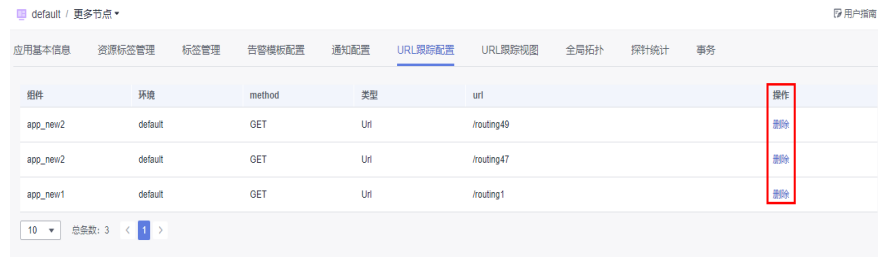 default / 更多节点 用户指南
应用基本信息 资源标签管理 标签管理 告警模板配置 通知配置 URL跟踪配置 URL跟踪视图 全局拓扑 探针统计 事务
组件 环境 method 类型 url 操作
app_new2 default GET Url /routing49 删除
app_new2 default GET Url /routing47 删除
app_new1 default GET Url /routing1 删除
10 总条数: 3 < 1 >